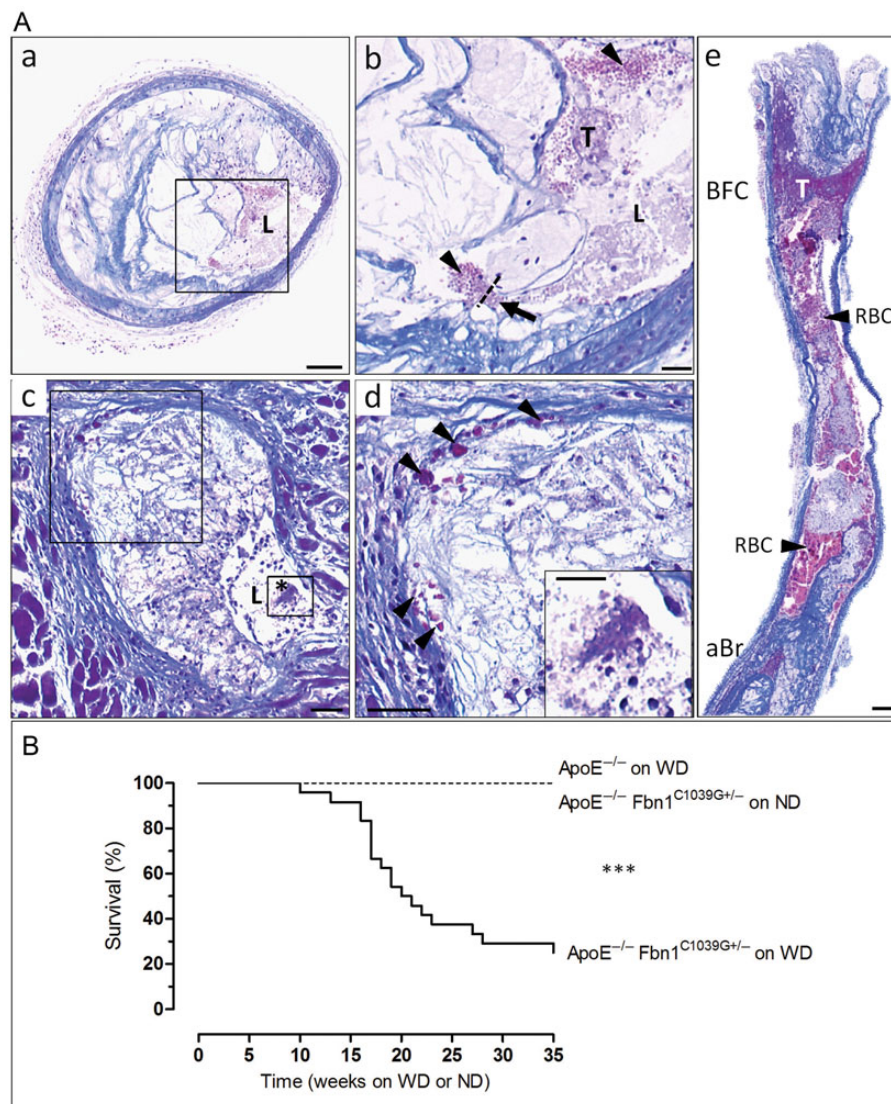 A
a
L
b
T
L
c
L
*
d
e
BFC
T
RBC
RBC
aBr
B
Survival (%)
100
80
60
40
20
0
0 5 10 15 20 25 30 35
Time (weeks on WD or ND)
ApoE−/− on WD
ApoE−/− Fbn1C1039G+/− on ND
***
ApoE−/− Fbn1C1039G+/− on WD